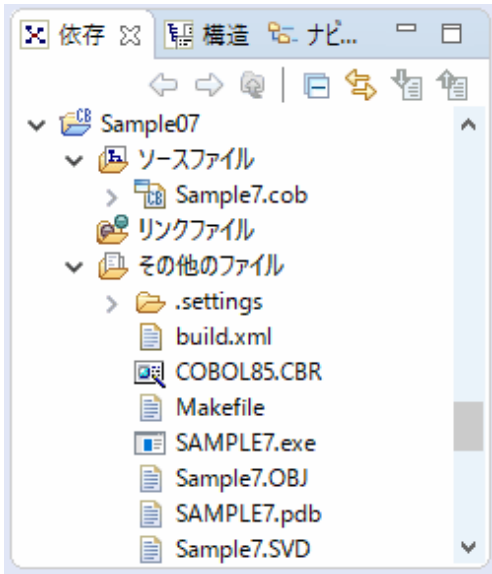 依存 構造 ナビ...
Sample07
ソースファイル
Sample7.cob
リンクファイル
その他のファイル
.settings
build.xml
COBOL85.CBR
Makefile
SAMPLE7.exe
Sample7.OBJ
SAMPLE7.pdb
Sample7.SVD